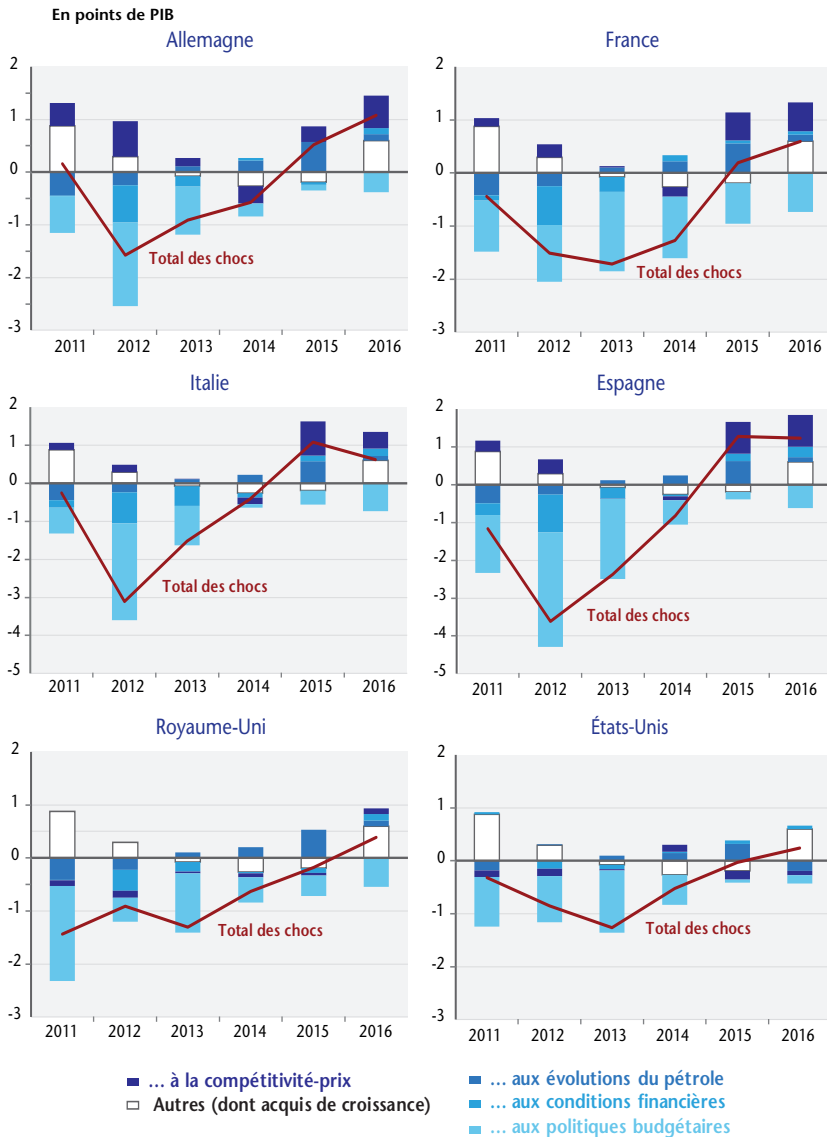 En points de PIB
Allemagne
2
1
0
-1
-2
-3
Total des chocs
2011 2012 2013 2014 2015 2016
France
2
1
0
-1
-2
-3
Total des chocs
2011 2012 2013 2014 2015 2016
Italie
2
1
0
-1
-2
-3
-4
-5
Total des chocs
2011 2012 2013 2014 2015 2016
Espagne
2
1
0
-1
-2
-3
-4
-5
Total des chocs
2011 2012 2013 2014 2015 2016
Royaume-Uni
2
1
0
-1
-2
-3
Total des chocs
2011 2012 2013 2014 2015 2016
États-Unis
2
1
0
-1
-2
-3
Total des chocs
2011 2012 2013 2014 2015 2016
... à la compétitivité-prix
Autres (dont acquis de croissance)
... aux évolutions du pétrole
... aux conditions financières
... aux politiques budgétaires